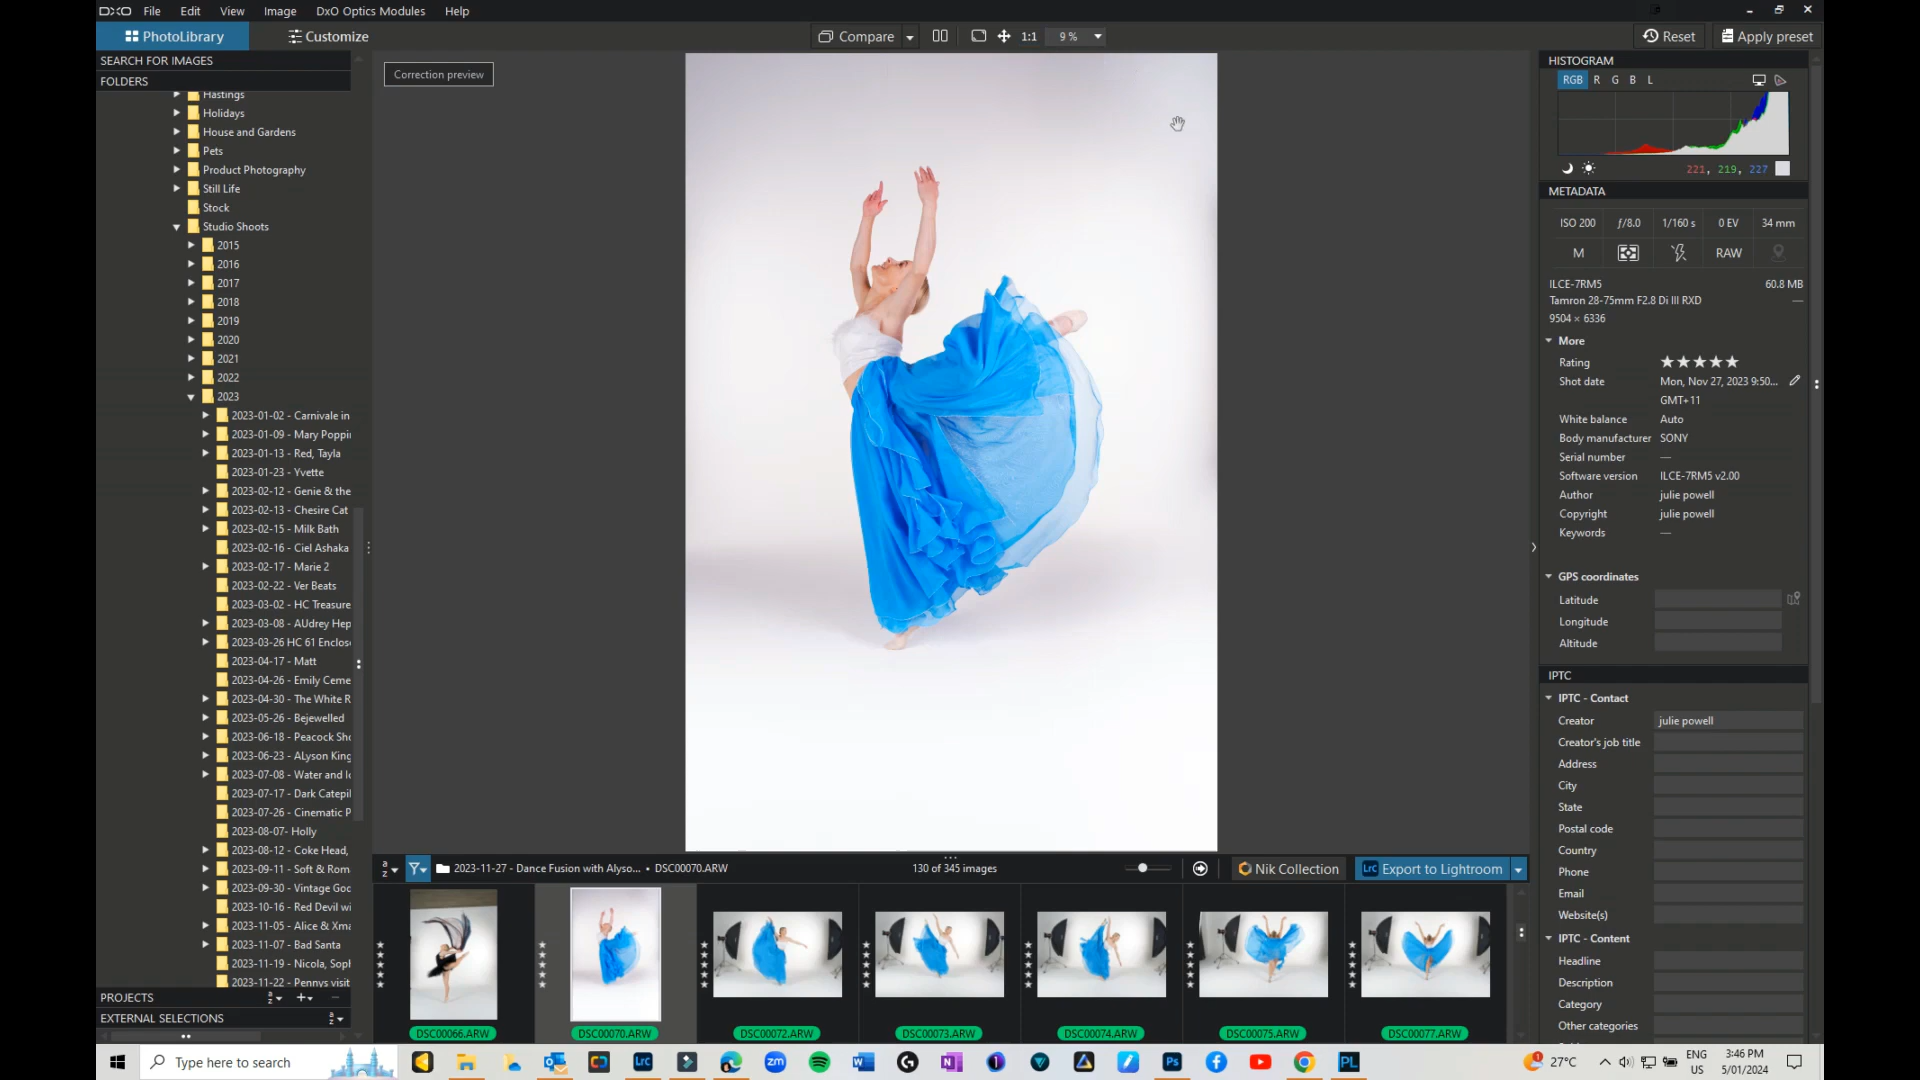 DXO File Edit View Image DxO Optics Modules Help
PhotoLibrary Customize Compare 1:1 9 % Reset Apply preset
SEARCH FOR IMAGES
FOLDERS
Hastings
Holidays
House and Gardens
Pets
Product Photography
Still Life
Stock
Studio Shoots
2015
2016
2017
2018
2019
2020
2021
2022
2023
2023-01-02 - Carnivale in
2023-01-09 - Mary Poppi
2023-01-13 - Red, Tayla
2023-01-23 - Yvette
2023-02-12 - Genie & the
2023-02-13 - Chesire Cat
2023-02-15 - Milk Bath
2023-02-16 - Ciel Ashaka
2023-02-17 - Marie 2
2023-02-22 - Ver Beats
2023-03-02 - HC Treasure
2023-03-08 - AUdrey Hep
2023-03-26 HC 61 Enclos
2023-04-17 - Matt
2023-04-26 - Emily Ceme
2023-04-30 - The White R
2023-05-26 - Bejewelled
2023-06-18 - Peacock Sh
2023-06-23 - ALyson King
2023-07-08 - Water and I
2023-07-17 - Dark Catepil
2023-07-26 - Cinematic P
2023-08-07- Holly
2023-08-12 - Coke Head,
2023-09-11 - Soft & Rom
2023-09-30 - Vintage Goc
2023-10-16 - Red Devil wi
2023-11-05 - Alice & Xma
2023-11-07 - Bad Santa
2023-11-19 - Nicola, Sop
2023-11-22 - Pennys visit
PROJECTS
EXTERNAL SELECTIONS
Correction preview
HISTOGRAM
RGB R G B L
221, 219, 227
METADATA
ISO 200 ƒ/8.0 1/160 s 0 EV 34 mm
M RAW
ILCE-7RM5 60.8 MB
Tamron 28-75mm F2.8 Di III RXD —
9504 × 6336
More
Rating ★★★★★
Shot date Mon, Nov 27, 2023 9:50...
GMT+11
White balance Auto
Body manufacturer SONY
Serial number —
Software version ILCE-7RM5 v2.00
Author julie powell
Copyright julie powell
Keywords —
GPS coordinates
Latitude
Longitude
Altitude
IPTC
IPTC - Contact
Creator julie powell
Creator's job title
Address
City
State
Postal code
Country
Phone
Email
Website(s)
IPTC - Content
Headline
Description
Category
Other categories
2023-11-27 - Dance Fusion with Alyso... • DSC00070.ARW 130 of 345 images Nik Collection Lrc Export to Lightroom
DSC00066.ARW DSC00070.ARW DSC00072.ARW DSC00073.ARW DSC00074.ARW DSC00075.ARW DSC00077.ARW
Type here to search Lrc zm Ps PL 27°C ENG 3:46 PM
US 5/01/2024